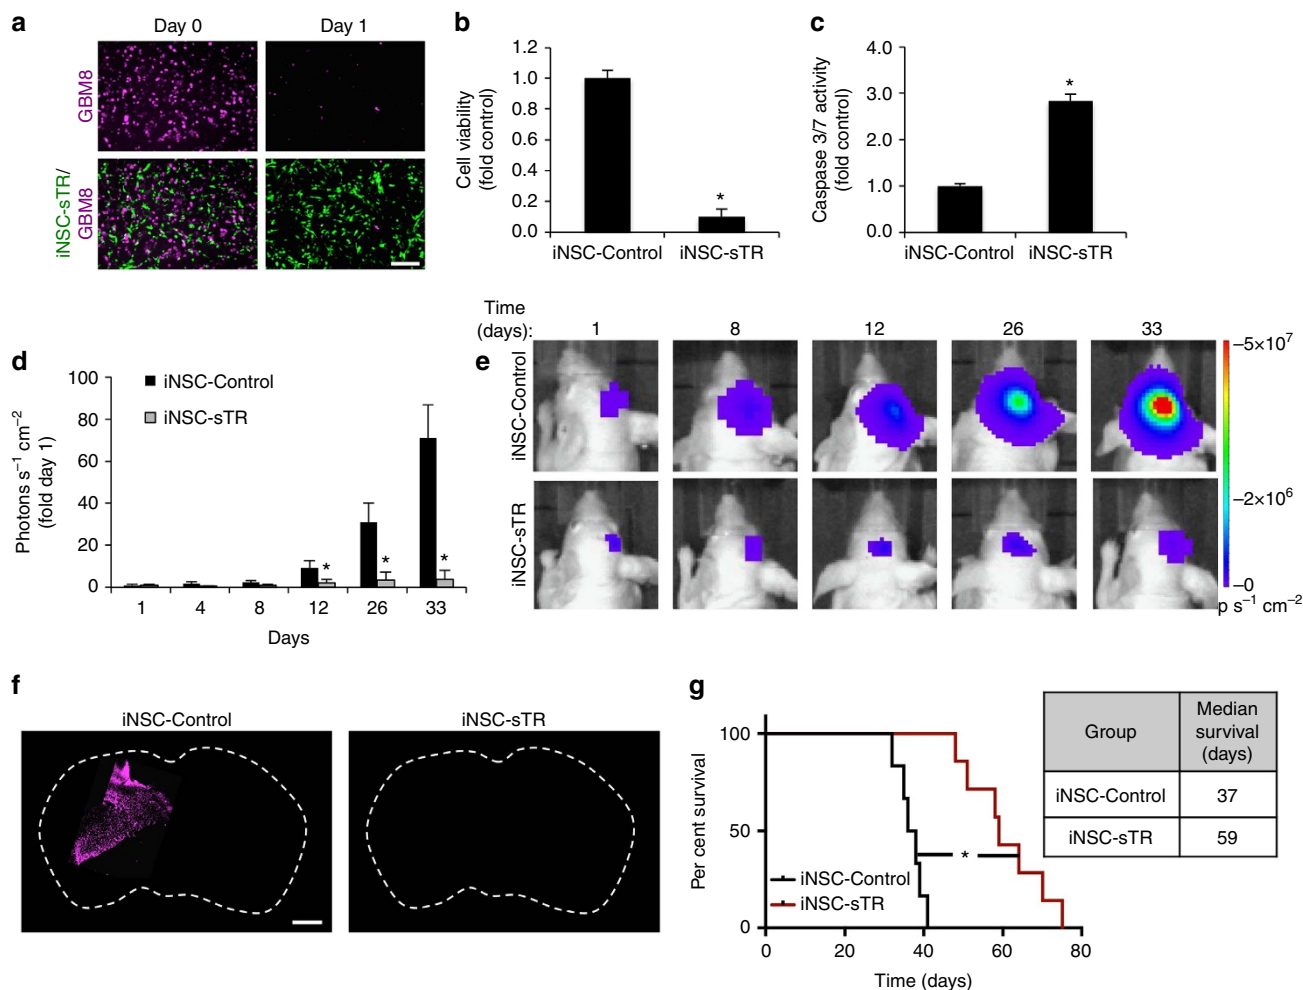 a
Day 0
Day 1
GBM8
iNSC-sTR/
GBM8
b
Cell viability
(fold control)
1.2
1.0
0.8
0.6
0.4
0.2
0.0
*
iNSC-Control
iNSC-sTR
c
Caspase 3/7 activity
(fold control)
4.0
3.0
2.0
1.0
0.0
*
iNSC-Control
iNSC-sTR
d
Photons s⁻¹ cm⁻²
(fold day 1)
100
80
60
40
20
0
iNSC-Control
iNSC-sTR
* * *
1 4 8 12 26 33
Days
e
Time
(days):
1 8 12 26 33
iNSC-Control
iNSC-sTR
–5×10⁷
–2×10⁶
–0
p s⁻¹ cm⁻²
f
iNSC-Control
iNSC-sTR
g
Per cent survival
100
50
0
*
iNSC-Control
iNSC-sTR
0 20 40 60 80
Time (days)
Group
Median
survival
(days)
iNSC-Control
37
iNSC-sTR
59